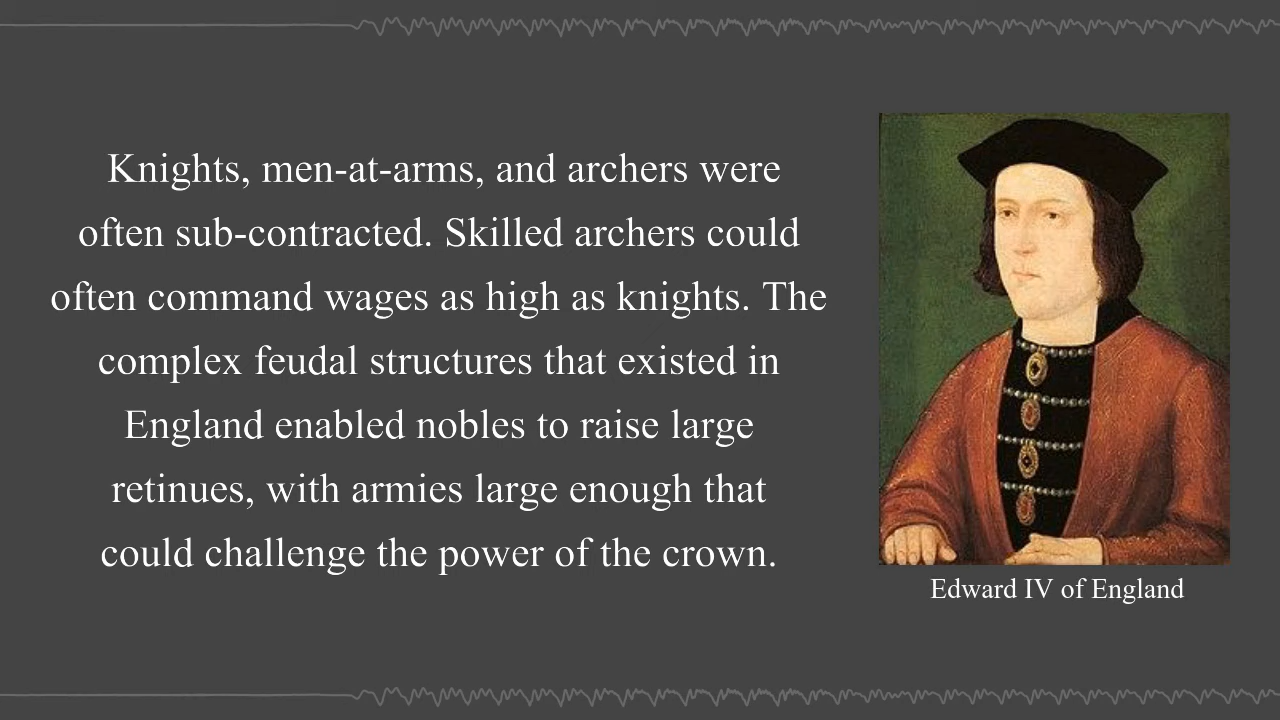 Knights, men-at-arms, and archers were
often sub-contracted. Skilled archers could
often command wages as high as knights. The
complex feudal structures that existed in
England enabled nobles to raise large
retinues, with armies large enough that
could challenge the power of the crown.
Edward IV of England